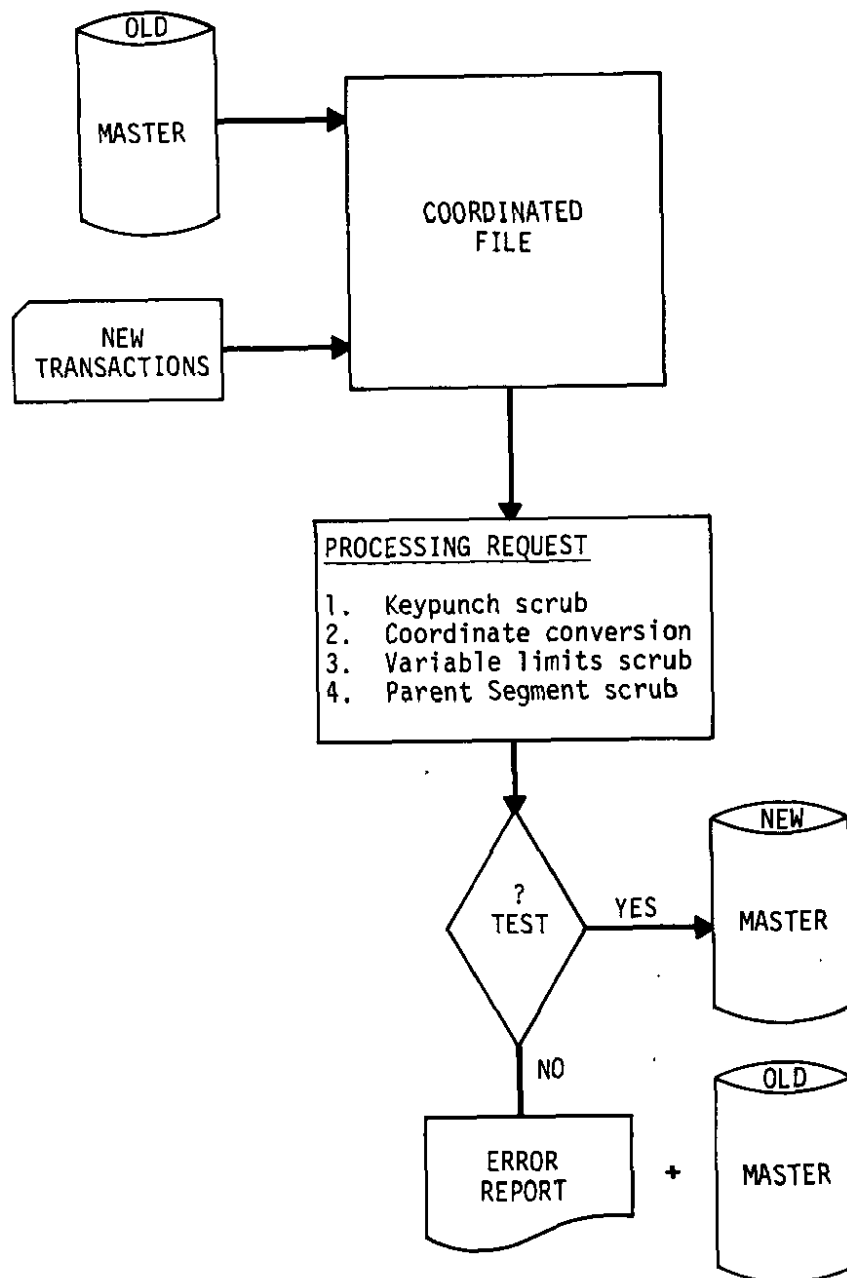 OLD
MASTER
COORDINATED
FILE
NEW
TRANSACTIONS
PROCESSING REQUEST
1. Keypunch scrub
2. Coordinate conversion
3. Variable limits scrub
4. Parent Segment scrub
?
TEST
YES
NEW
MASTER
NO
ERROR
REPORT
+
OLD
MASTER